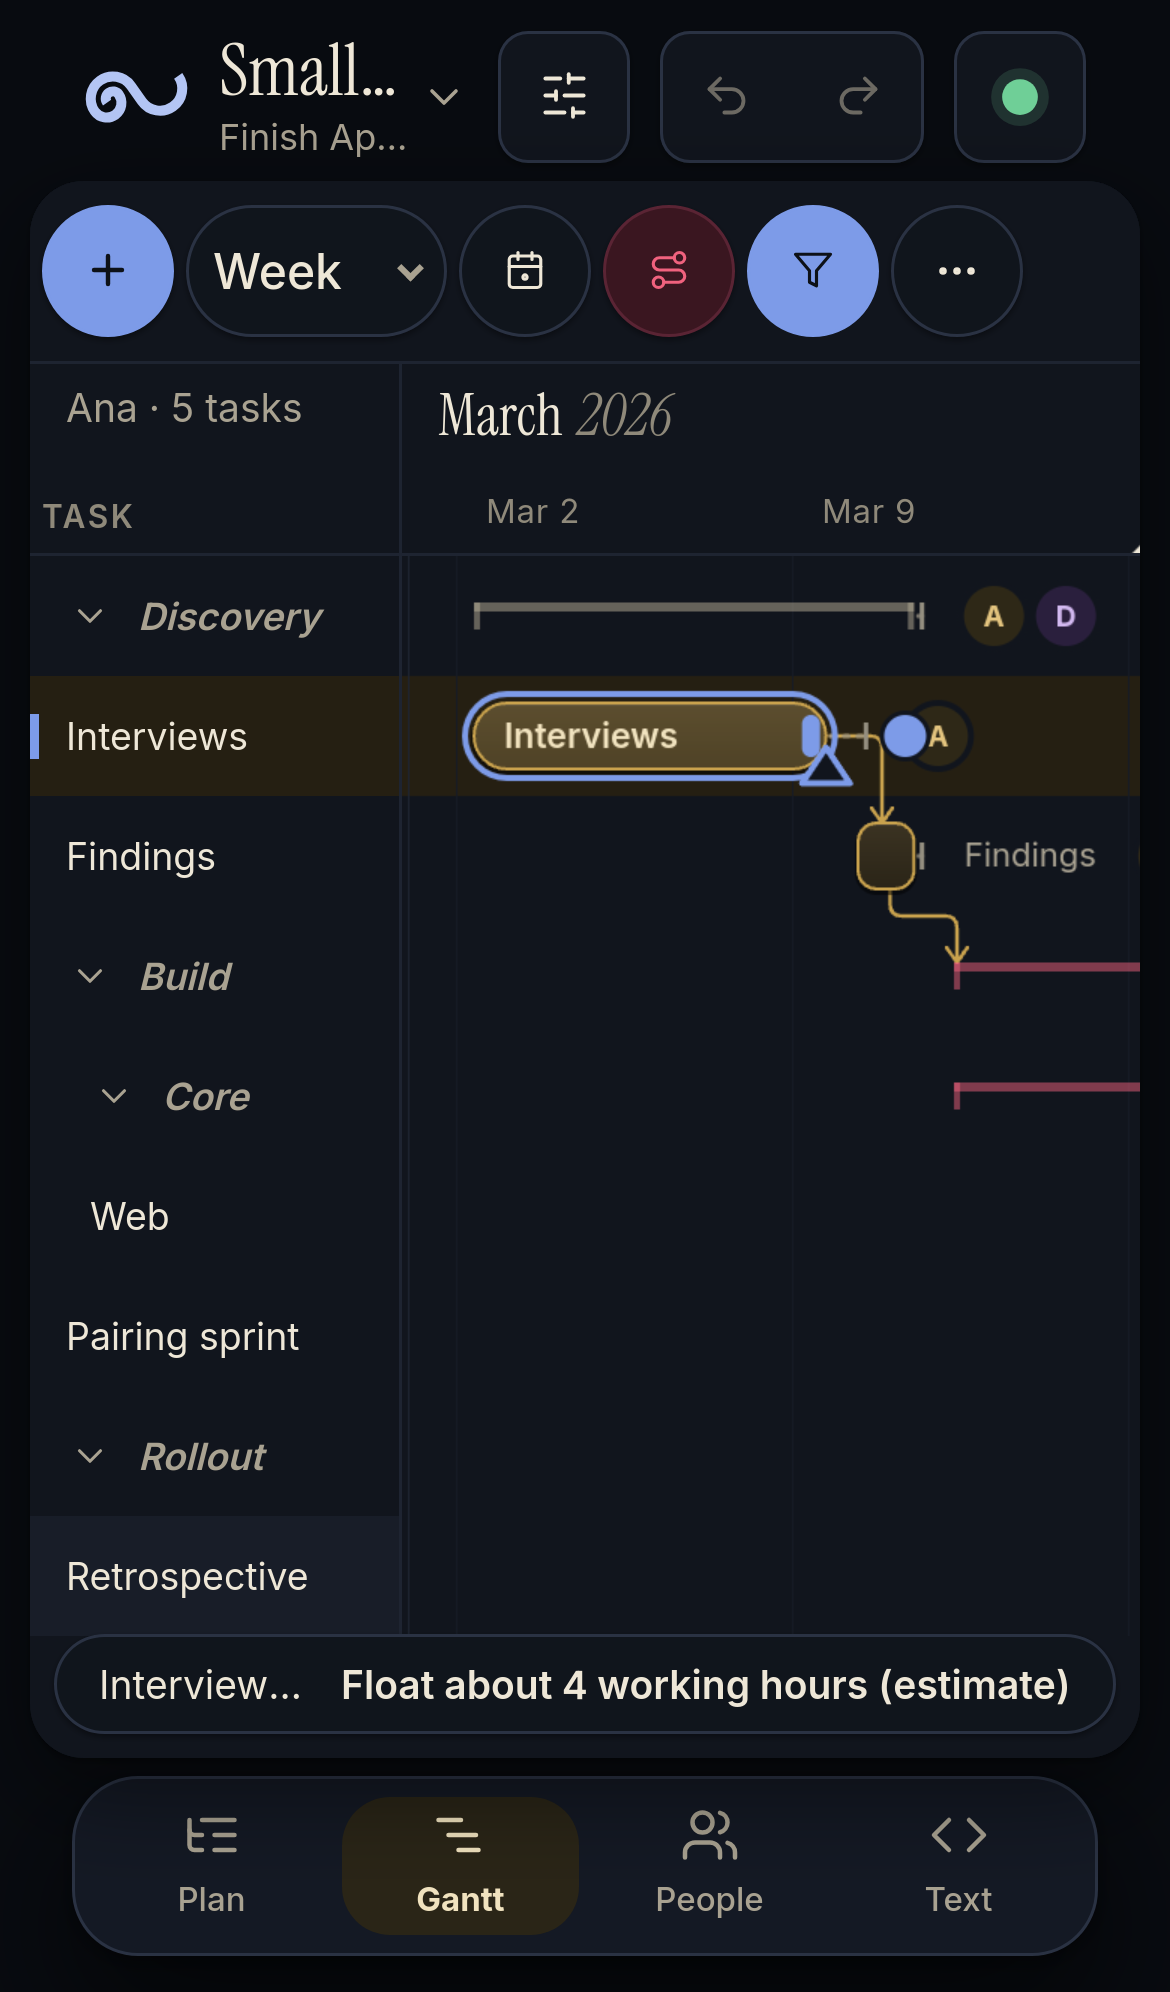 Small...
Finish Ap...
Week
Ana · 5 tasks
March 2026
TASK
Mar 2
Mar 9
Discovery
A D
Interviews
Interviews
A
Findings
Findings
Build
Core
Web
Pairing sprint
Rollout
Retrospective
Interview... Float about 4 working hours (estimate)
Plan
Gantt
People
Text